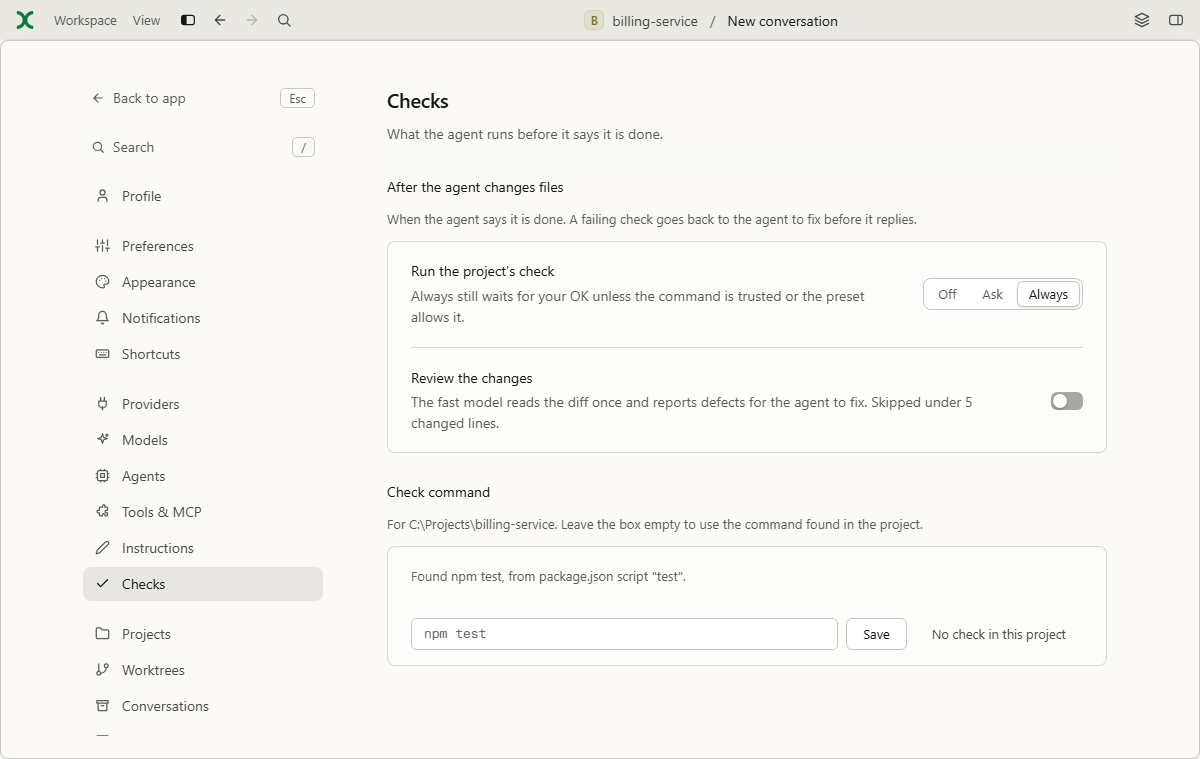 Workspace View
B billing-service / New conversation
Back to app Esc
Search /
Profile
Preferences
Appearance
Notifications
Shortcuts
Providers
Models
Agents
Tools & MCP
Instructions
Checks
Projects
Worktrees
Conversations
Checks
What the agent runs before it says it is done.
After the agent changes files
When the agent says it is done. A failing check goes back to the agent to fix before it replies.
Run the project's check
Always still waits for your OK unless the command is trusted or the preset
allows it.
Off Ask Always
Review the changes
The fast model reads the diff once and reports defects for the agent to fix. Skipped under 5
changed lines.
Check command
For C:\Projects\billing-service. Leave the box empty to use the command found in the project.
Found npm test, from package.json script "test".
npm test Save No check in this project